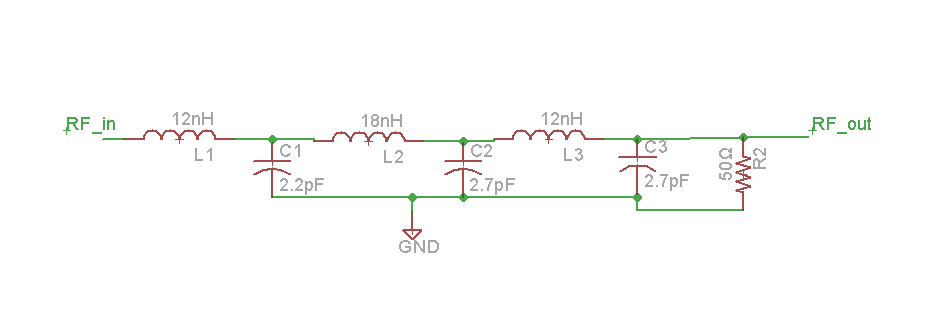 RF_in
12nH
L1
C1
2.2pF
18nH
L2
C2
2.7pF
12nH
L3
C3
2.7pF
50Ω
R2
RF_out
GND